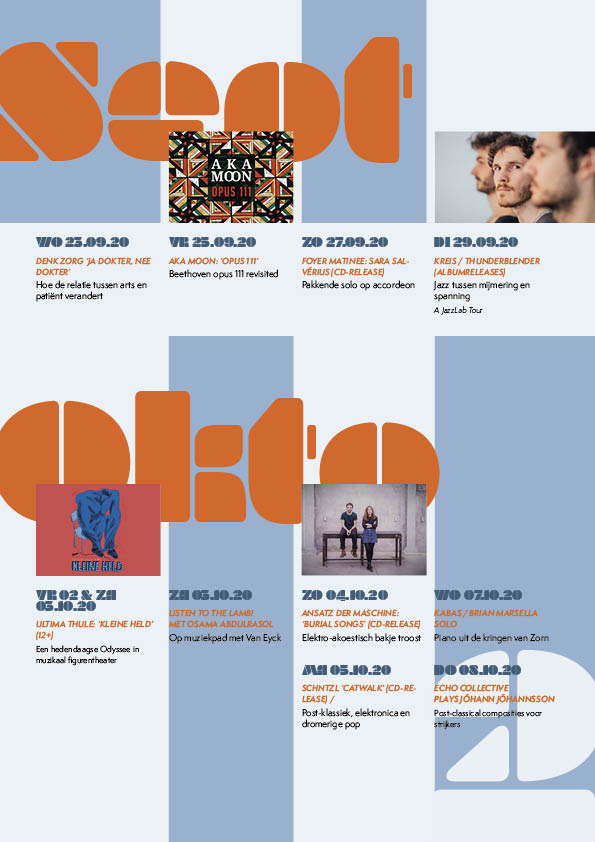 Sept
AKA
MOON
OPUS 111
WO 23.09.20
DENK ZORG ‘JA DOKTER, NEE
DOKTER’
Hoe de relatie tussen arts en
patiënt verandert
VR 25.09.20
AKA MOON: ‘OPUS 111’
Beethoven opus 111 revisited
ZO 27.09.20
FOYER MATINEE: SARA SAL-
VÉRIUS (CD-RELEASE)
Pakkende solo op accordeon
DI 29.09.20
KREIS / THUNDERBLENDER
(ALBUMRELEASES)
Jazz tussen mijmering en
spanning
A JazzLab Tour
okto
KLEINE HELD
VR 02 & ZA
03.10.20
ULTIMA THULE: ‘KLEINE HELD’
(12+)
Een hedendaagse Odyssee in
muzikaal figurentheater
ZA 03.10.20
LISTEN TO THE LAMB!
MET OSAMA ABDULRASOL
Op muziekpad met Van Eyck
ZO 04.10.20
ANSATZ DER MASCHINE:
‘BURIAL SONGS’ (CD-RELEASE)
Elektro-akoestisch bakje troost
MA 05.10.20
SCHNTZL ‘CATWALK’ (CD-RE-
LEASE) /
Post-klassiek, elektronica en
dromerige pop
WO 07.10.20
KABAS / BRIAN MARSELLA
SOLO
Piano uit de kringen van Zorn
DO 08.10.20
ECHO COLLECTIVE
PLAYS JÓHANN JÓHANNSSON
Post-classical composities voor
strijkers
2